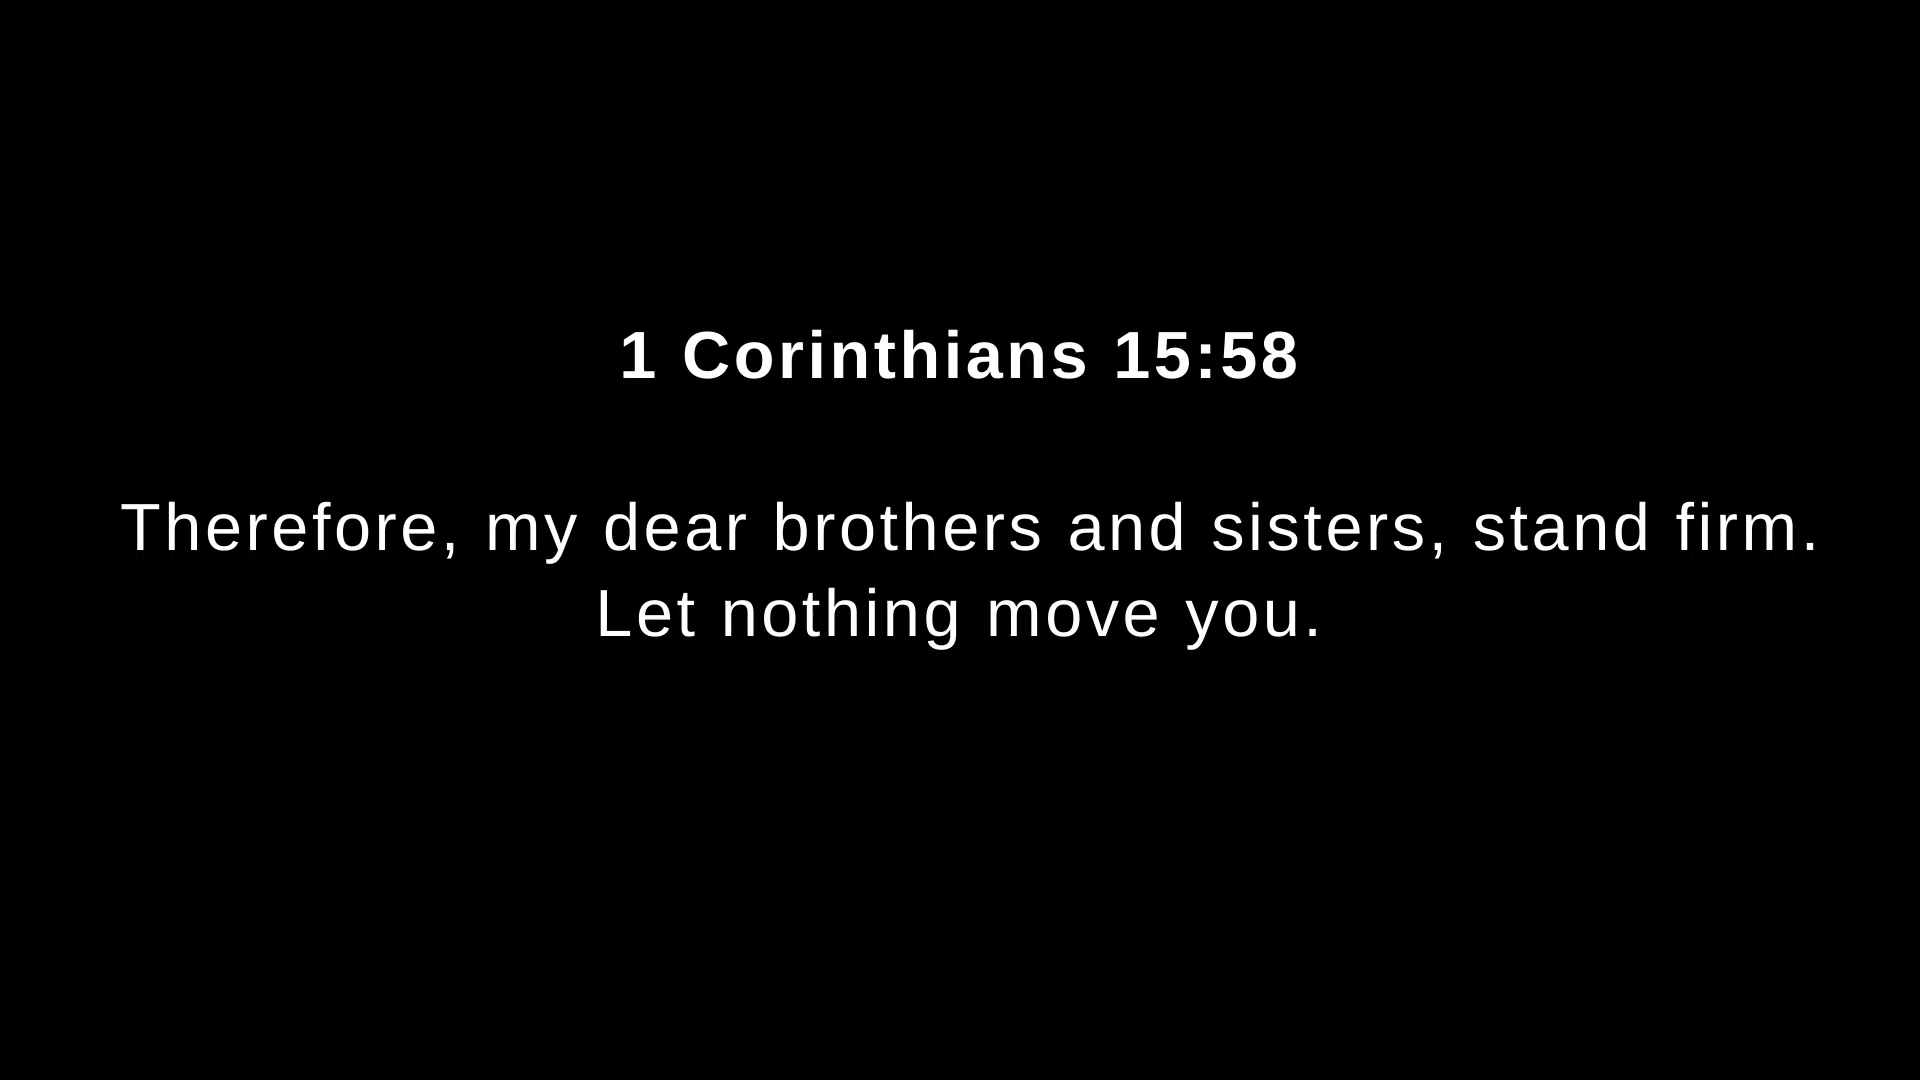 1 Corinthians 15:58
Therefore, my dear brothers and sisters, stand firm.
Let nothing move you.